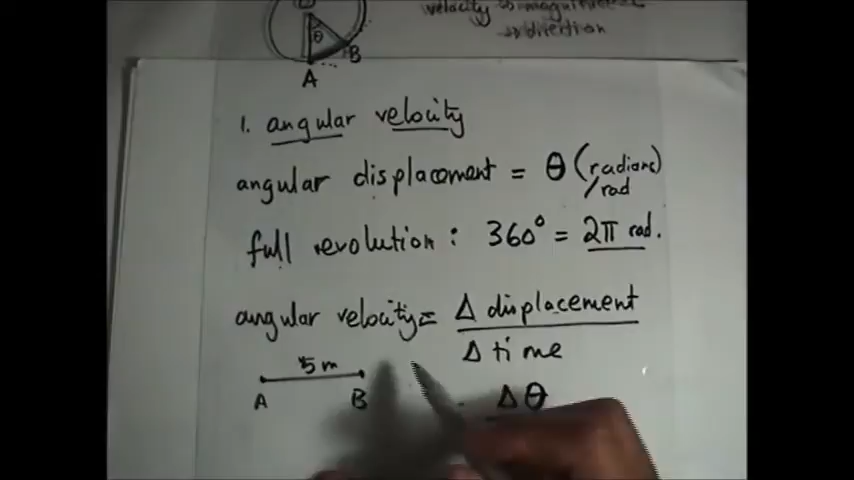 velocity → magnitude
→ direction
θ
B
A
1. angular velocity
angular displacement = θ (radians)
/rad
full revolution : 360° = 2π rad.
angular velocity = Δ displacement
Δ time
5 m
A B
Δθ